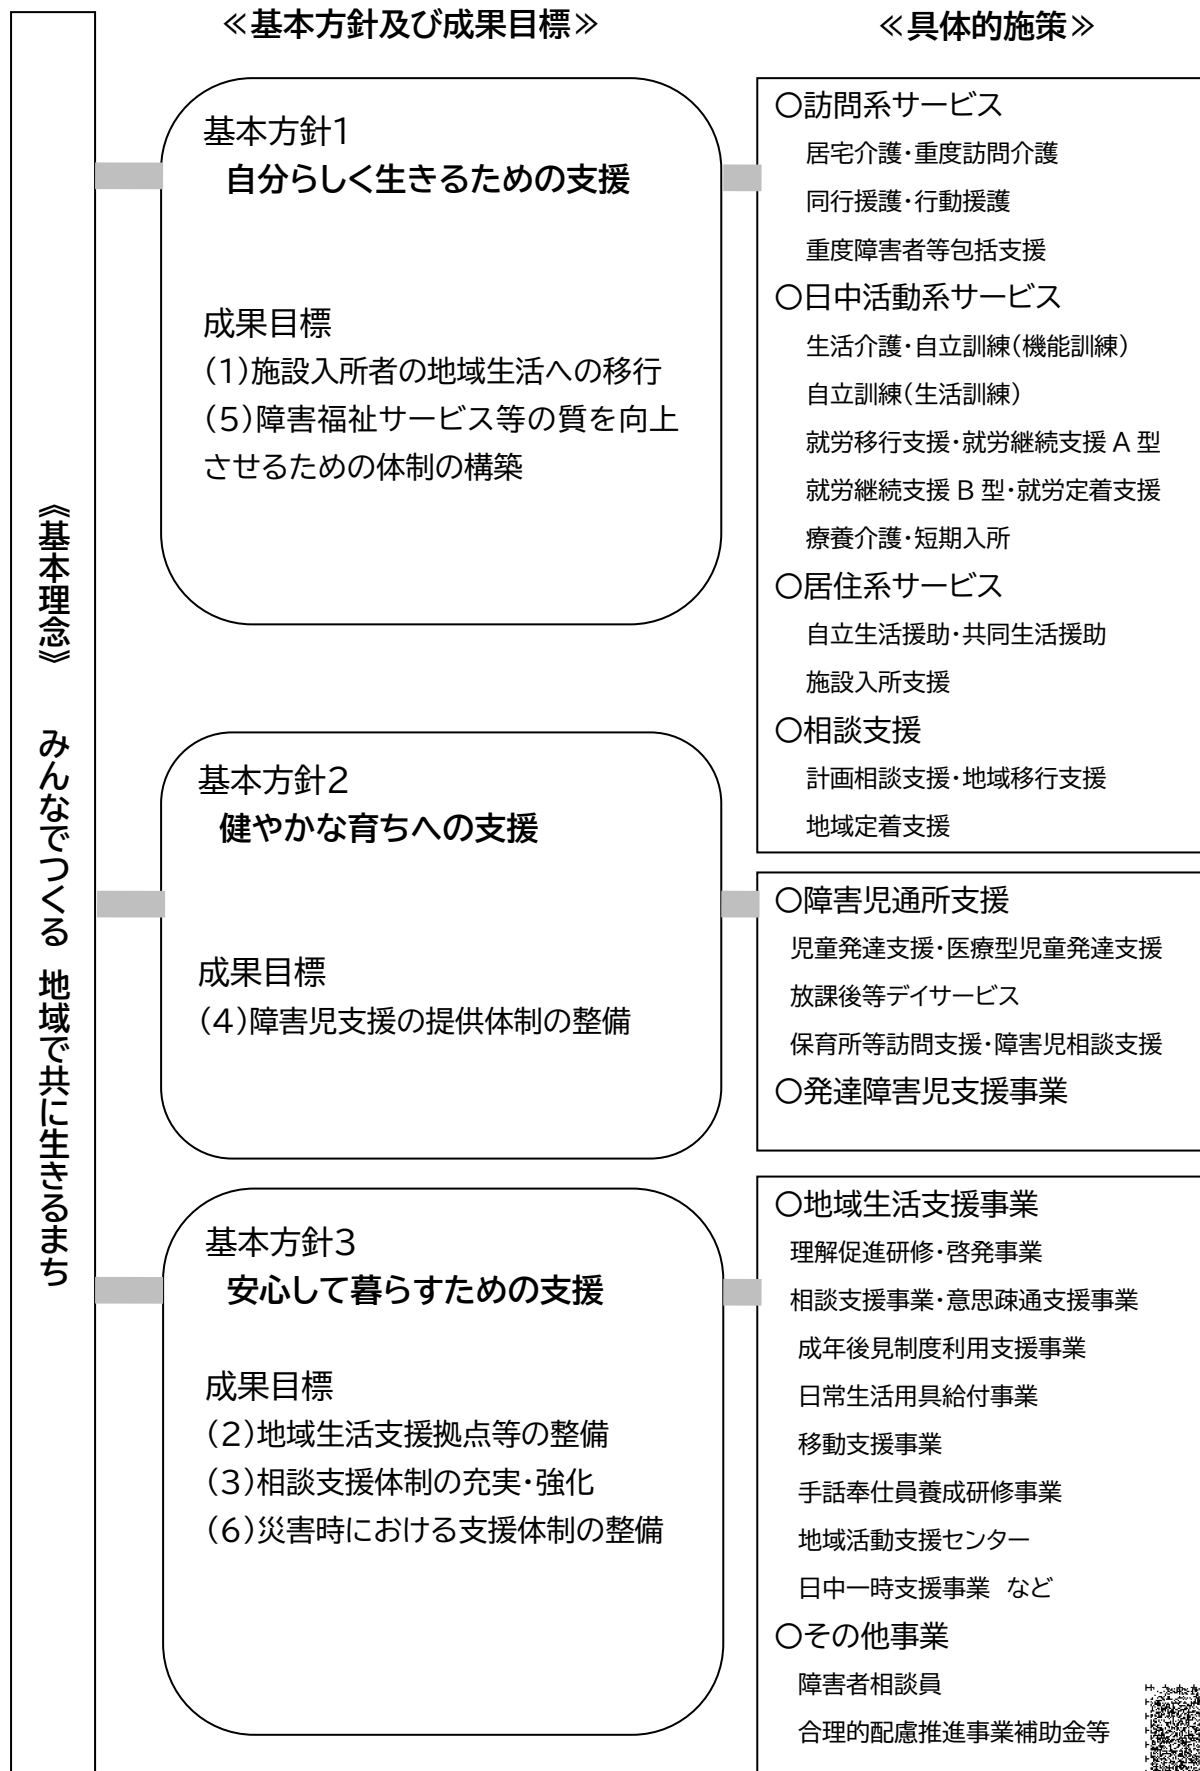 ≪基本方針及び成果目標≫
≪具体的施策≫
《基本理念》 みんなでつくる 地域で共に生きるまち
基本方針1
自分らしく生きるための支援
成果目標
(1)施設入所者の地域生活への移行
(5)障害福祉サービス等の質を向上
させるための体制の構築
〇訪問系サービス
居宅介護・重度訪問介護
同行援護・行動援護
重度障害者等包括支援
〇日中活動系サービス
生活介護・自立訓練(機能訓練)
自立訓練(生活訓練)
就労移行支援・就労継続支援 A 型
就労継続支援 B 型・就労定着支援
療養介護・短期入所
〇居住系サービス
自立生活援助・共同生活援助
施設入所支援
〇相談支援
計画相談支援・地域移行支援
地域定着支援
基本方針2
健やかな育ちへの支援
成果目標
(4)障害児支援の提供体制の整備
〇障害児通所支援
児童発達支援・医療型児童発達支援
放課後等デイサービス
保育所等訪問支援・障害児相談支援
〇発達障害児支援事業
基本方針3
安心して暮らすための支援
成果目標
(2)地域生活支援拠点等の整備
(3)相談支援体制の充実・強化
(6)災害時における支援体制の整備
〇地域生活支援事業
理解促進研修・啓発事業
相談支援事業・意思疎通支援事業
成年後見制度利用支援事業
日常生活用具給付事業
移動支援事業
手話奉仕員養成研修事業
地域活動支援センター
日中一時支援事業 など
〇その他事業
障害者相談員
合理的配慮推進事業補助金等